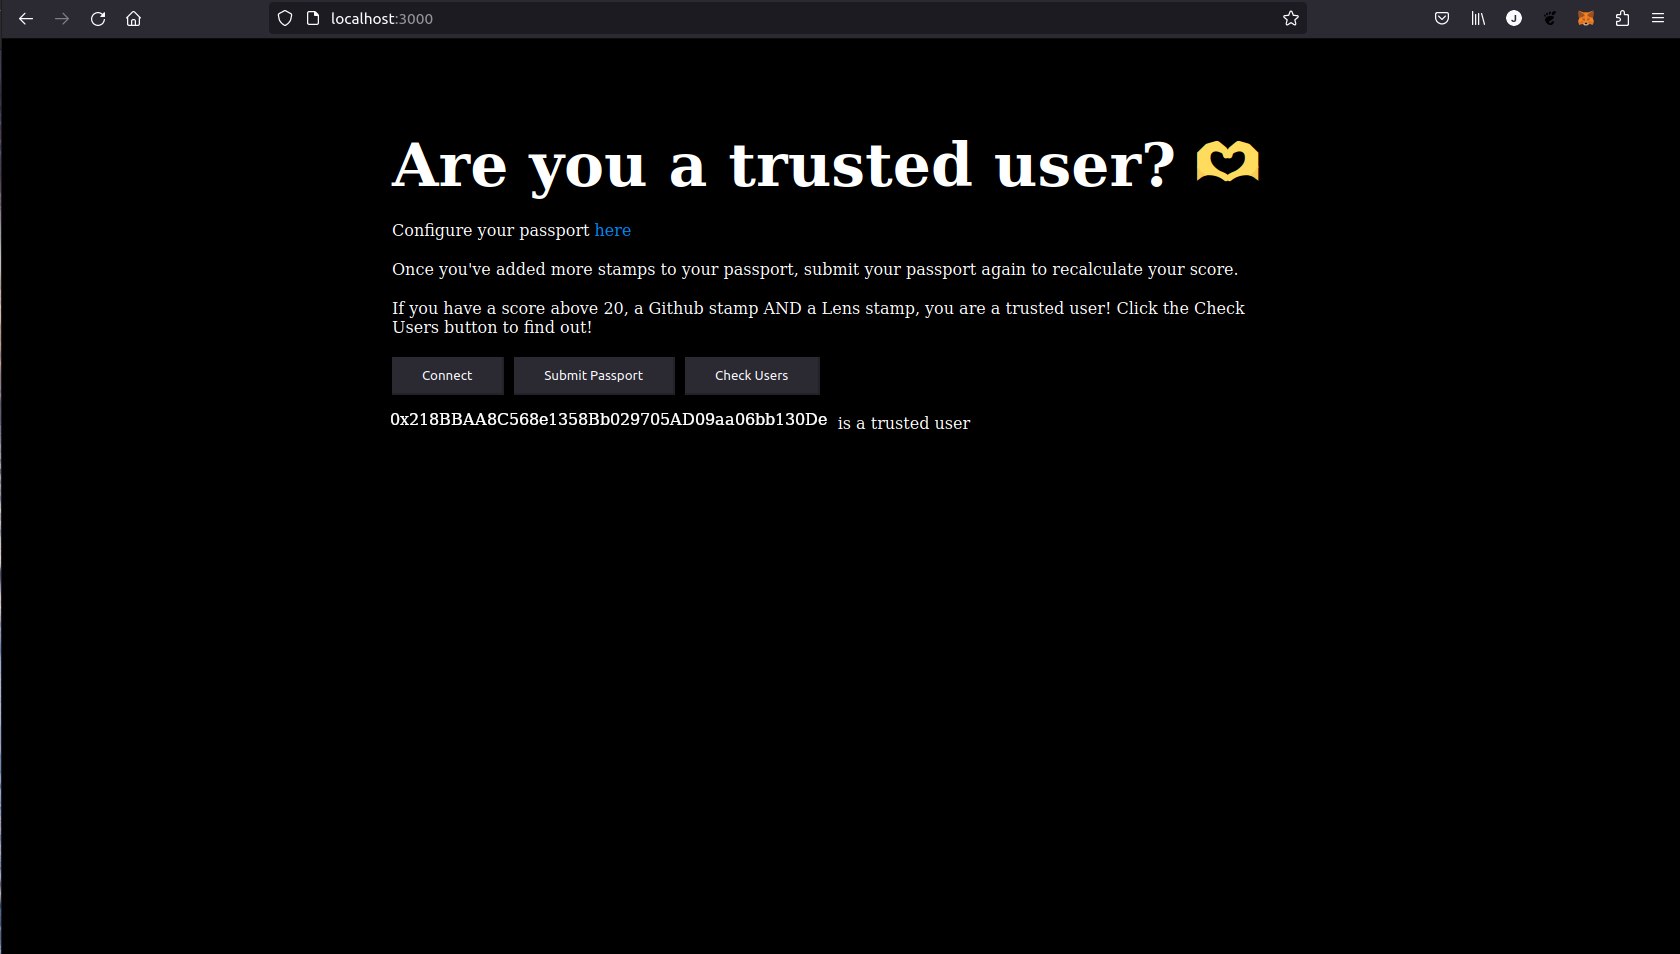 localhost:3000
J
Are you a trusted user? 🫶
Configure your passport here
Once you've added more stamps to your passport, submit your passport again to recalculate your score.
If you have a score above 20, a Github stamp AND a Lens stamp, you are a trusted user! Click the Check
Users button to find out!
Connect Submit Passport Check Users
0x218BBAA8C568e1358Bb029705AD09aa06bb130De is a trusted user